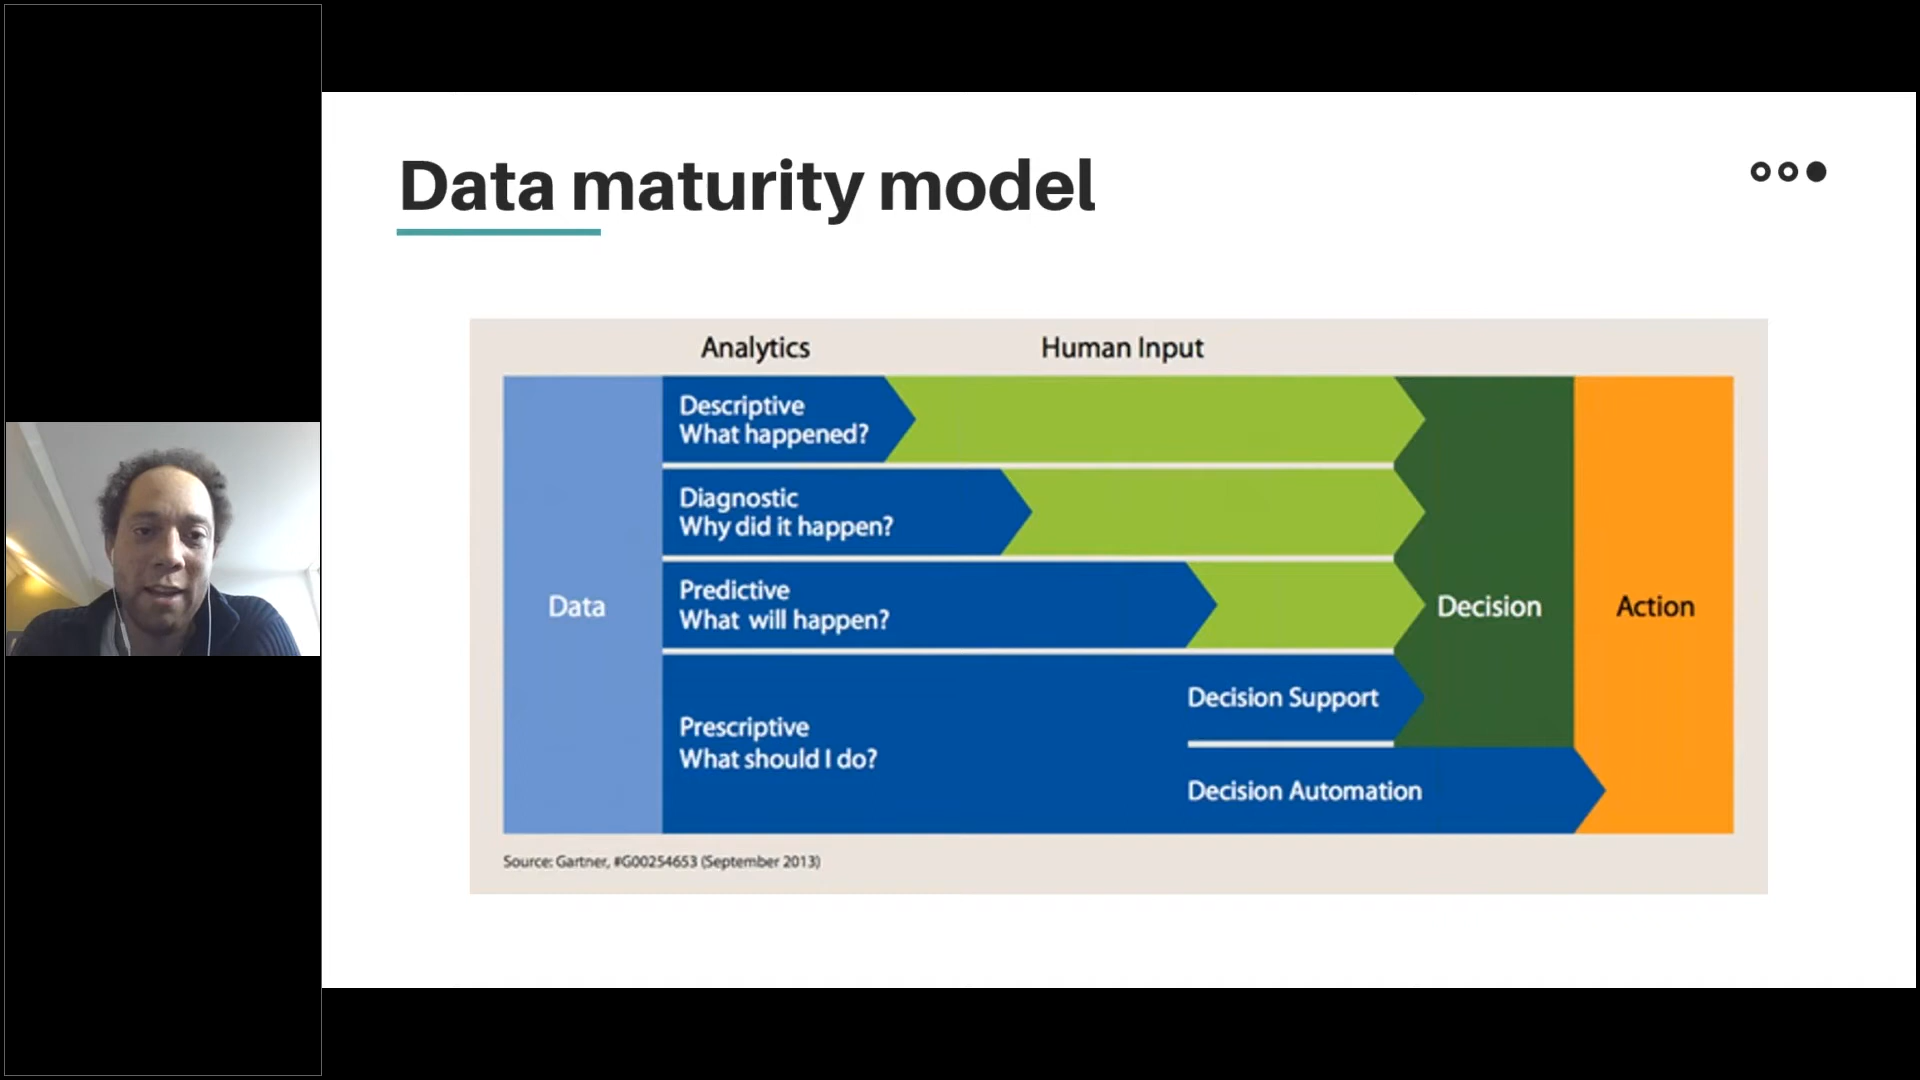 Data maturity model
Analytics
Human Input
Data
Descriptive
What happened?
Diagnostic
Why did it happen?
Predictive
What will happen?
Prescriptive
What should I do?
Decision Support
Decision Automation
Decision
Action
Source: Gartner, #G00254653 (September 2013)